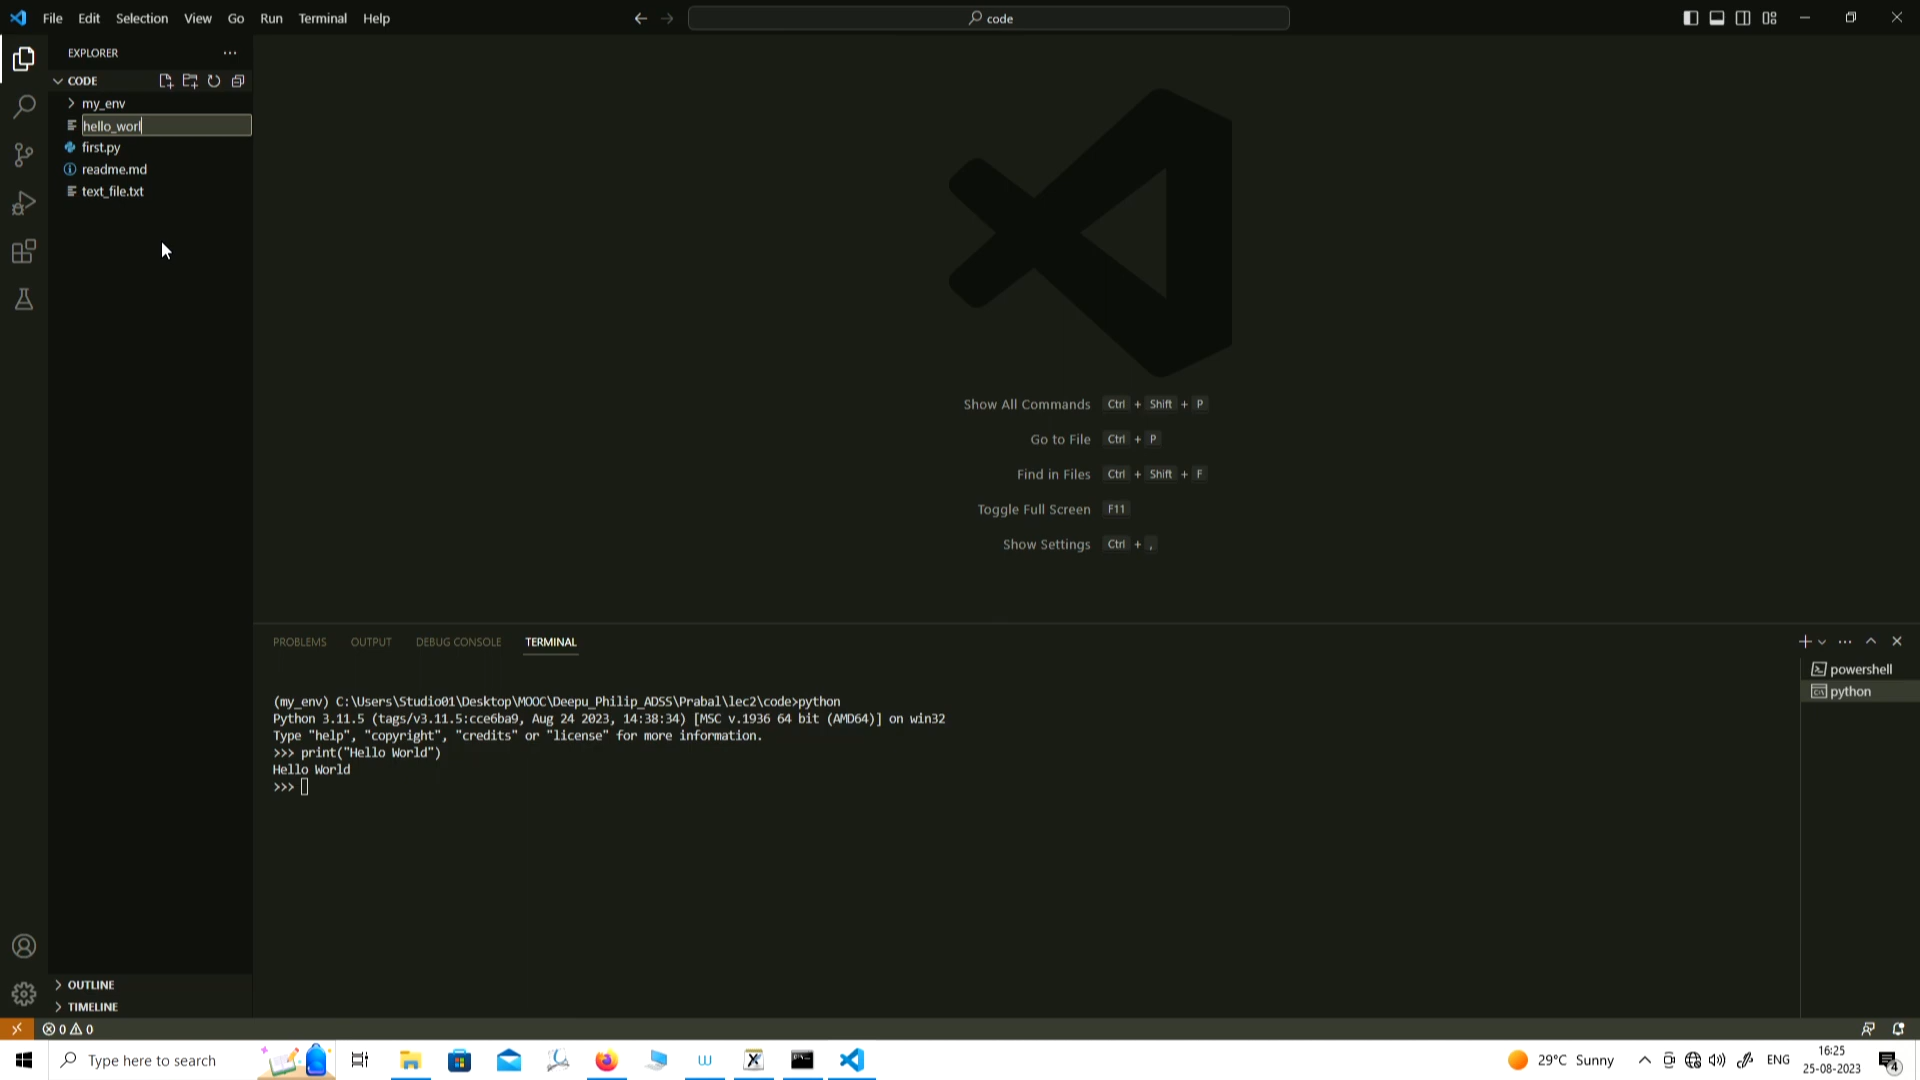 File Edit Selection View Go Run Terminal Help
code
EXPLORER
CODE
my_env
hello_worl
first.py
readme.md
text_file.txt
Show All Commands Ctrl + Shift + P
Go to File Ctrl + P
Find in Files Ctrl + Shift + F
Toggle Full Screen F11
Show Settings Ctrl + ,
PROBLEMS OUTPUT DEBUG CONSOLE TERMINAL
powershell
python
(my_env) C:\Users\Studio01\Desktop\MOOC\Deepu_Philip_ADSS\Prabal\lec2\code>python
Python 3.11.5 (tags/v3.11.5:cce6ba9, Aug 24 2023, 14:38:34) [MSC v.1936 64 bit (AMD64)] on win32
Type "help", "copyright", "credits" or "license" for more information.
>>> print("Hello World")
Hello World
>>>
OUTLINE
TIMELINE
0 0
Type here to search
29°C Sunny
ENG
16:25
25-08-2023
4